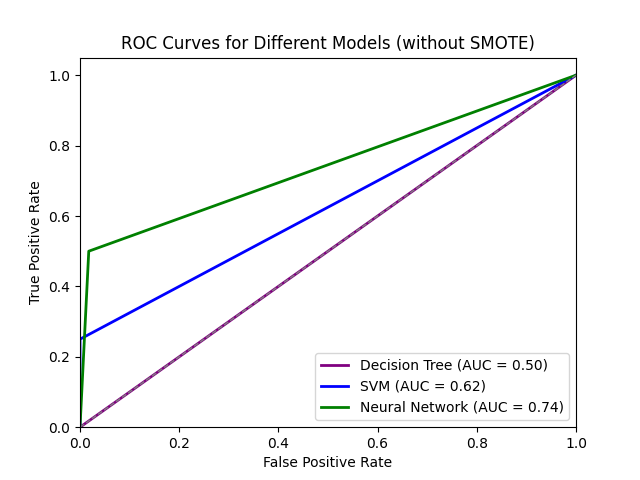 ROC Curves for Different Models (without SMOTE)
1.0
0.8
0.6
0.4
0.2
0.0
True Positive Rate
Decision Tree (AUC = 0.50)
SVM (AUC = 0.62)
Neural Network (AUC = 0.74)
0.0 0.2 0.4 0.6 0.8 1.0
False Positive Rate